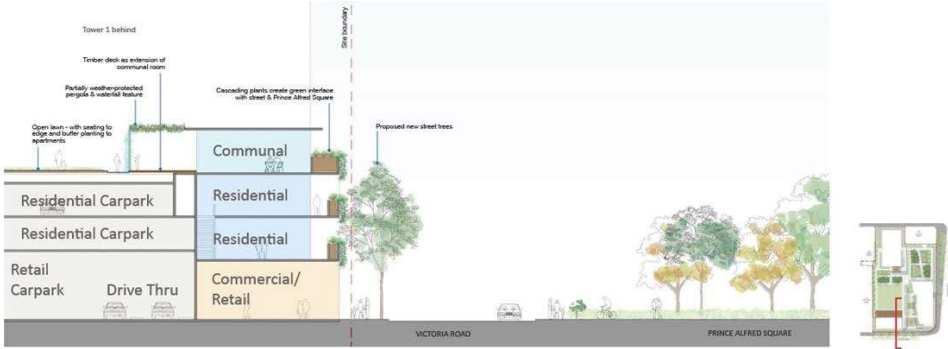 Tower 1 behind
Site boundary
Timber deck as extension of
communal room
Partially weather-protected
pergola & waterfall feature
Cascading plants create green interface
with street & Prince Alfred Square
Open lawn - with seating to
edge and buffer planting to
apartments
Proposed new street trees
Communal
Residential Carpark
Residential
Residential Carpark
Residential
Retail
Carpark
Drive Thru
Commercial/
Retail
VICTORIA ROAD
PRINCE ALFRED SQUARE